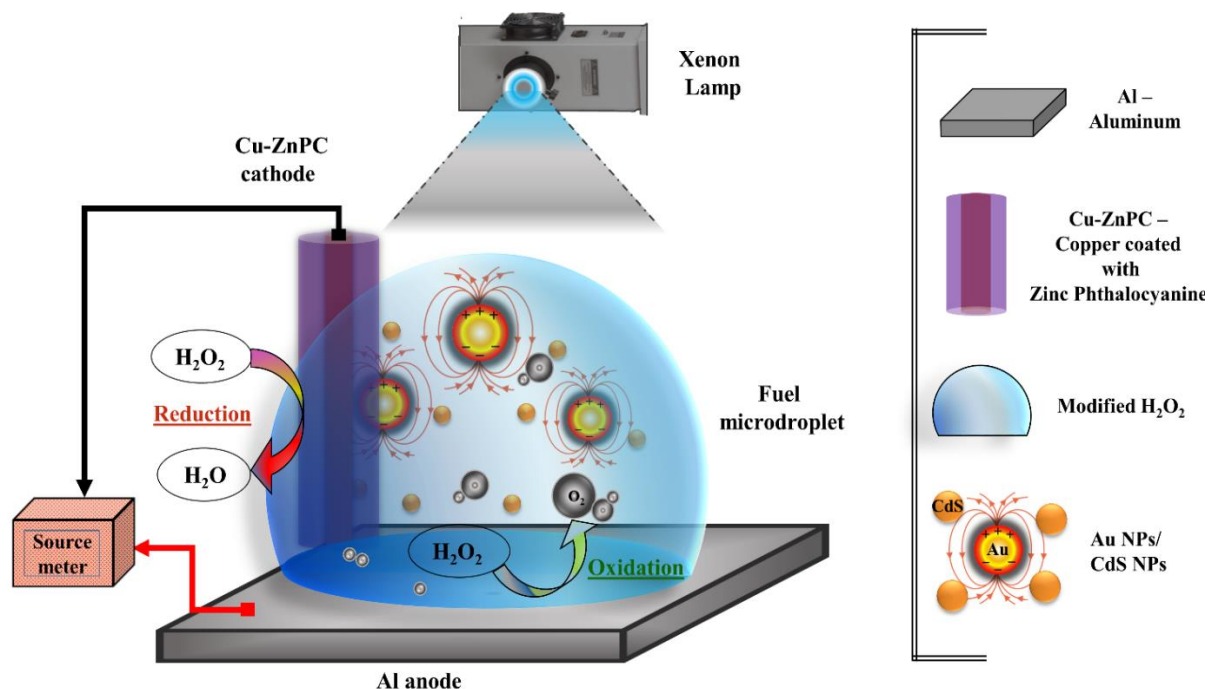 Xenon
Lamp
Cu-ZnPC
cathode
H₂O₂
Reduction
H₂O
Fuel
microdroplet
O₂
H₂O₂
Oxidation
Source
meter
Al anode
Al –
Aluminum
Cu-ZnPC –
Copper coated
with
Zinc Phthalocyanine
Modified H₂O₂
CdS
Au
Au NPs/
CdS NPs